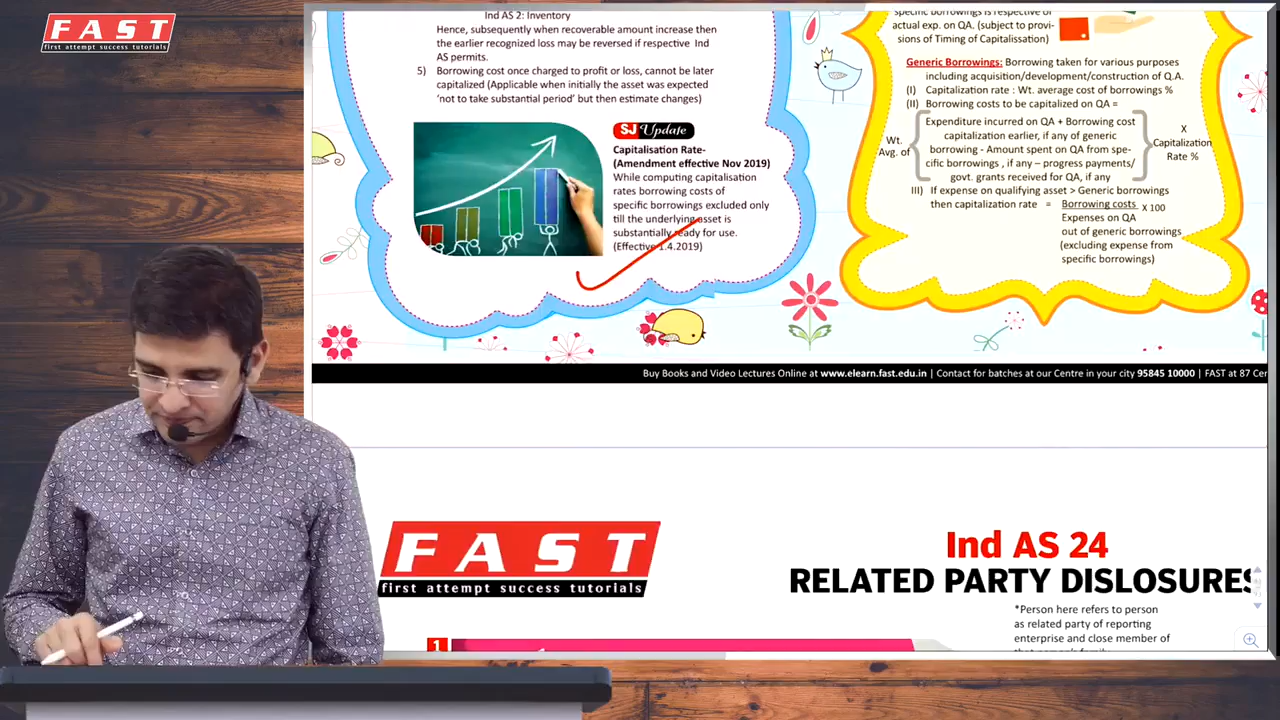 FAST
first attempt success tutorials
Ind AS 2: Inventory
Hence, subsequently when recoverable amount increase then
the earlier recognized loss may be reversed if respective Ind
AS permits.
5) Borrowing cost once charged to profit or loss, cannot be later
capitalized (Applicable when initially the asset was expected
‘not to take substantial period’ but then estimate changes)
SJ Update
Capitalisation Rate-
(Amendment effective Nov 2019)
While computing capitalisation
rates borrowing costs of
specific borrowings excluded only
till the underlying asset is
substantially ready for use.
(Effective 1.4.2019)
specific borrowings is respective of
actual exp. on QA. (subject to provi-
sions of Timing of Capitalissation)
Generic Borrowings: Borrowing taken for various purposes
including acquisition/development/construction of Q.A.
(I) Capitalization rate : Wt. average cost of borrowings %
(II) Borrowing costs to be capitalized on QA =
Wt.
Avg. of
Expenditure incurred on QA + Borrowing cost
capitalization earlier, if any of generic
borrowing - Amount spent on QA from spe-
cific borrowings , if any – progress payments/
govt. grants received for QA, if any
X
Capitalization
Rate %
III) If expense on qualifying asset > Generic borrowings
then capitalization rate = Borrowing costs X 100
Expenses on QA
out of generic borrowings
(excluding expense from
specific borrowings)
Buy Books and Video Lectures Online at www.elearn.fast.edu.in | Contact for batches at our Centre in your city 95845 10000 | FAST at 87 Cer
FAST
first attempt success tutorials
Ind AS 24
RELATED PARTY DISLOSURES
*Person here refers to person
as related party of reporting
enterprise and close member of
1